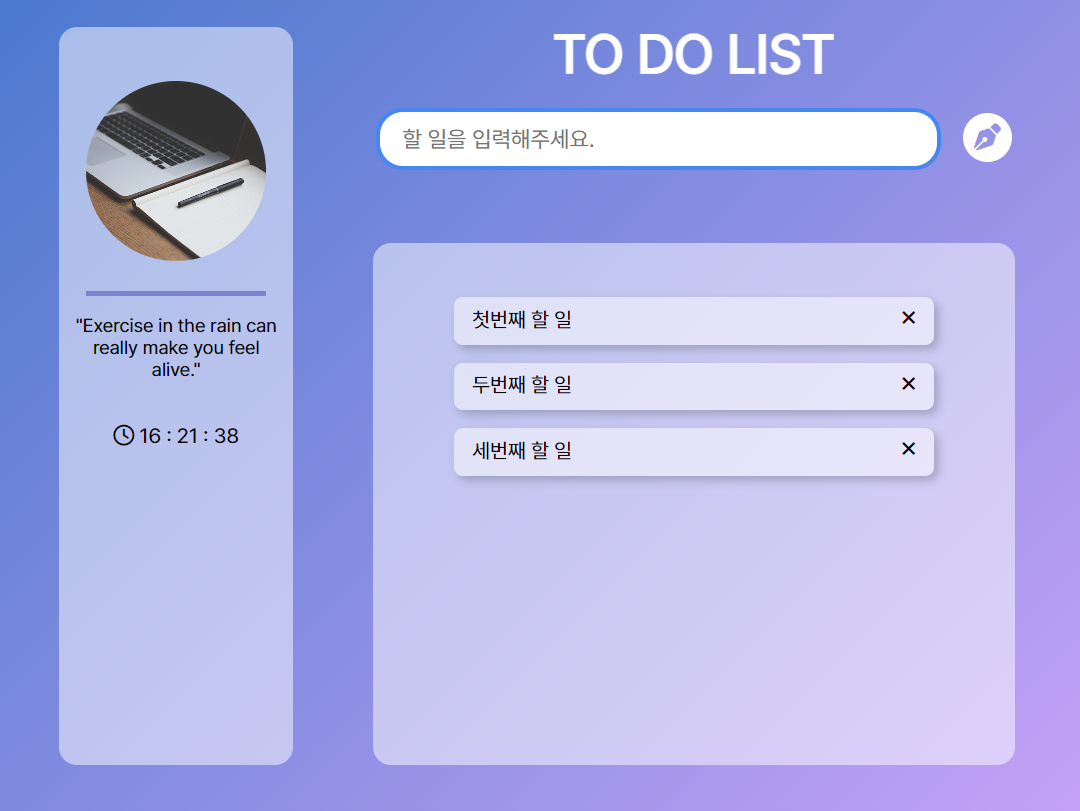 "Exercise in the rain can
really make you feel
alive."
16 : 21 : 38
TO DO LIST
할 일을 입력해주세요.
첫번째 할 일 ✕
두번째 할 일 ✕
세번째 할 일 ✕